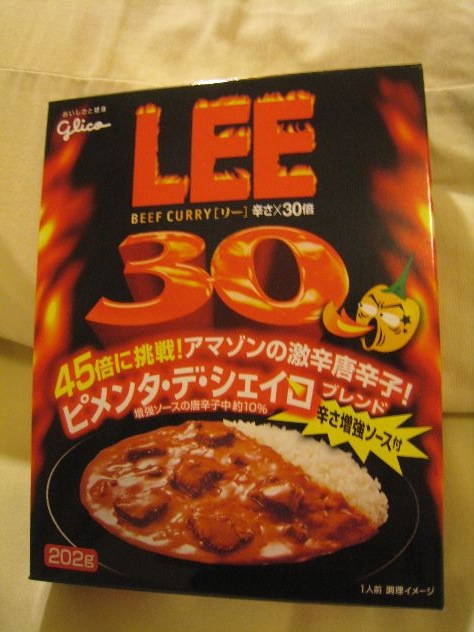 おいしさと健康
glico
LEE
BEEF CURRY[リー] 辛さ×30倍
30
45倍に挑戦!アマゾンの激辛唐辛子!
ピメンタ・デ・シェイロ ブレンド
増強ソースの唐辛子中約10%
辛さ増強ソース付
202g
1人前 調理イメージ